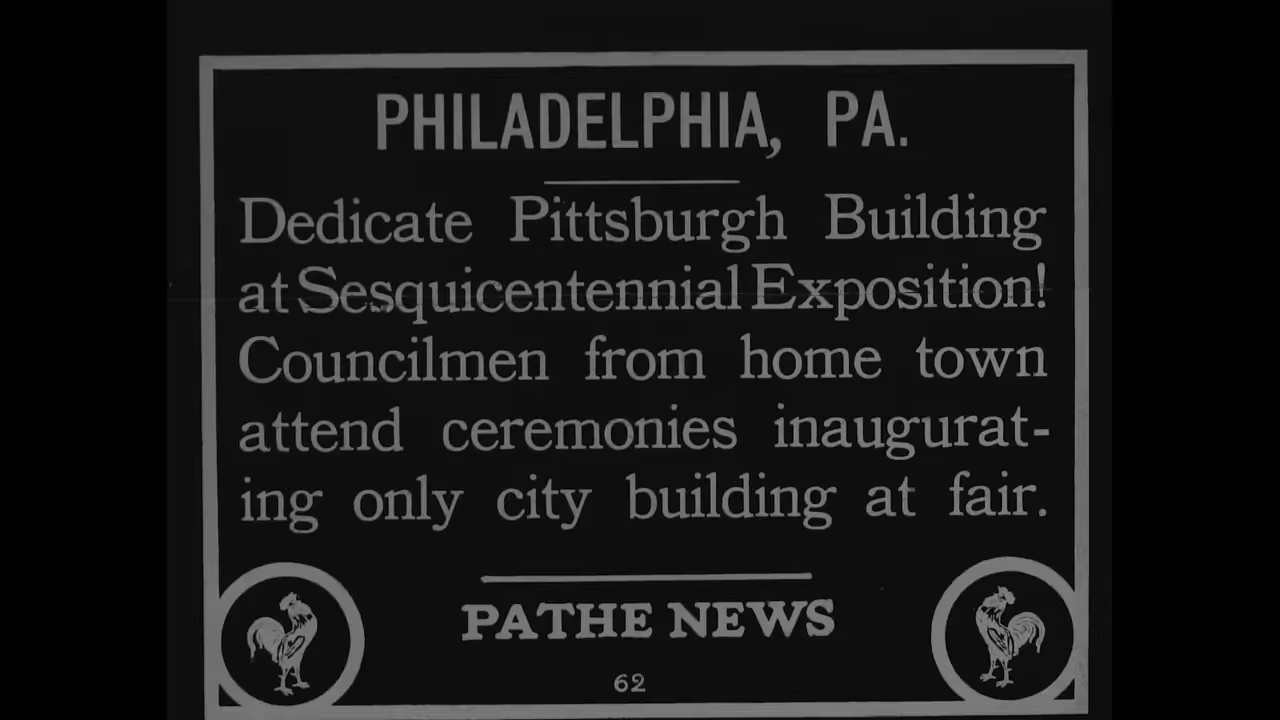 PHILADELPHIA, PA.
Dedicate Pittsburgh Building
at Sesquicentennial Exposition!
Councilmen from home town
attend ceremonies inaugurat-
ing only city building at fair.
PATHE NEWS
62